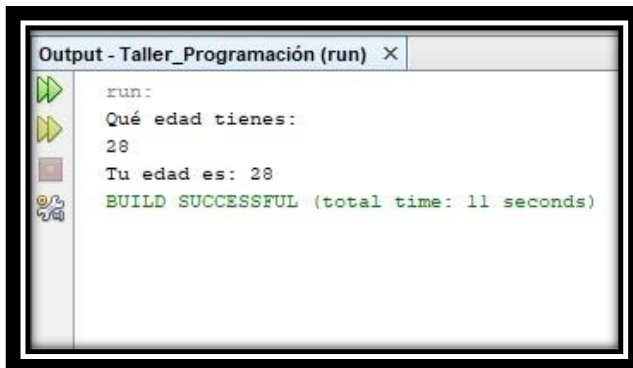 Output - Taller_Programación (run) ×
run:
Qué edad tienes:
28
Tu edad es: 28
BUILD SUCCESSFUL (total time: 11 seconds)